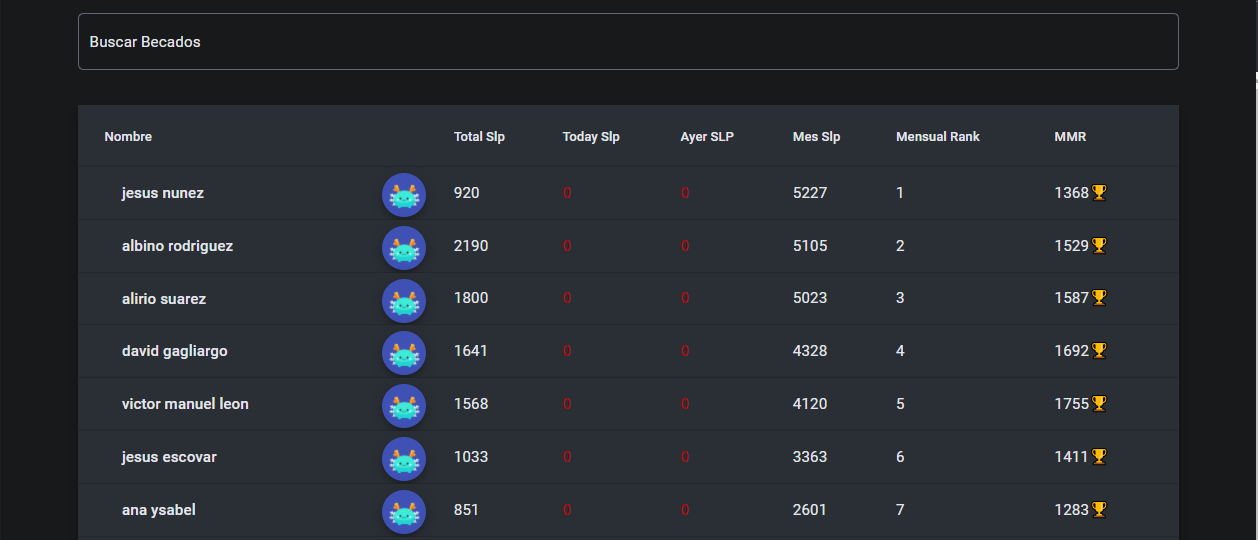 Buscar Becados
Nombre Total Slp Today Slp Ayer SLP Mes Slp Mensual Rank MMR
jesus nunez 920 0 0 5227 1 1368
albino rodriguez 2190 0 0 5105 2 1529
alirio suarez 1800 0 0 5023 3 1587
david gagliargo 1641 0 0 4328 4 1692
victor manuel leon 1568 0 0 4120 5 1755
jesus escovar 1033 0 0 3363 6 1411
ana ysabel 851 0 0 2601 7 1283